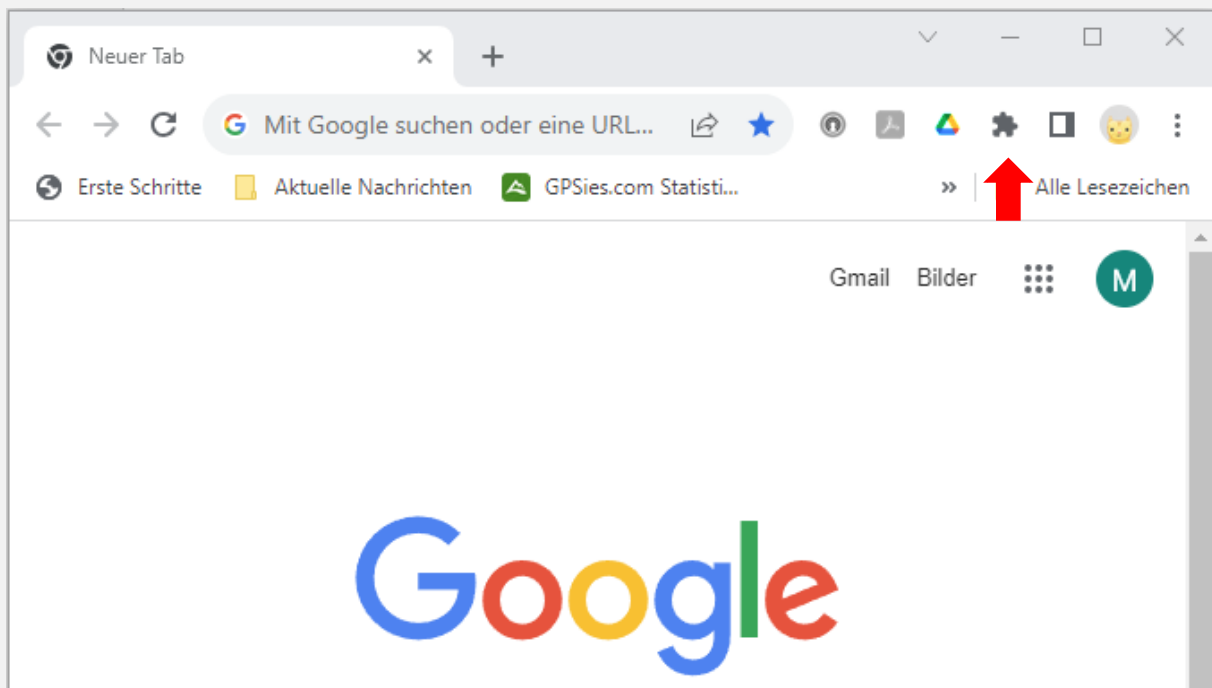 Neuer Tab
G Mit Google suchen oder eine URL...
Erste Schritte Aktuelle Nachrichten GPSies.com Statisti... » Alle Lesezeichen
Gmail Bilder M
Google